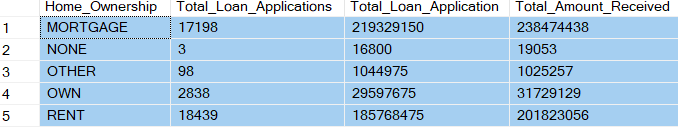 Home_Ownership Total_Loan_Applications Total_Loan_Application Total_Amount_Received
1 MORTGAGE 17198 219329150 238474438
2 NONE 3 16800 19053
3 OTHER 98 1044975 1025257
4 OWN 2838 29597675 31729129
5 RENT 18439 185768475 201823056